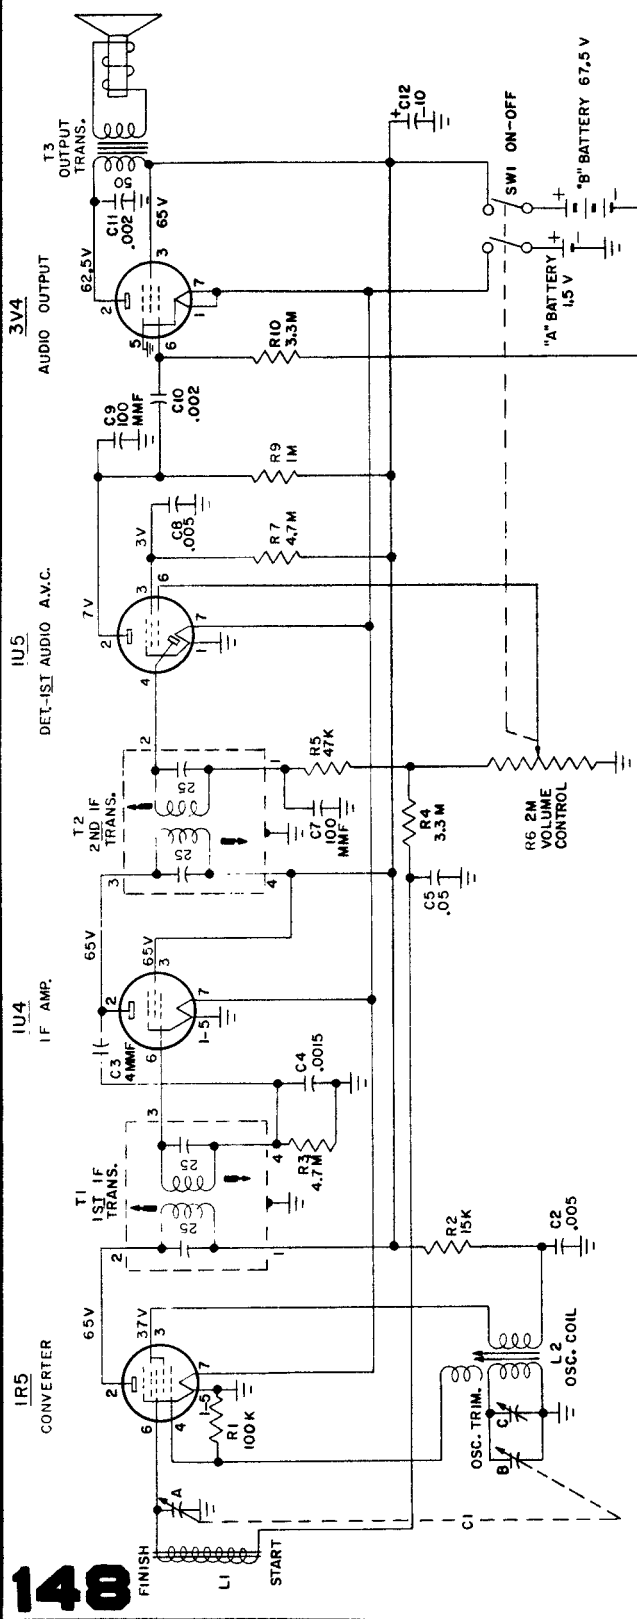 148
1R5
CONVERTER
1U4
IF AMP.
1U5
DET.-1ST AUDIO A.V.C.
3V4
AUDIO OUTPUT
FINISH
L1
START
A
6
4
2
3
7
1-5
65V
37V
R1
100K
C1
OSC. TRIM.
B
C
L2
OSC. COIL
C2
.005
R2
15K
T1
1ST IF
TRANS.
2
1
25
25
3
4
R3
4.7M
C4
.0015
C3
4MMF
6
2
3
7
1-5
65V
65V
T2
2ND IF
TRANS.
3
4
25
25
2
1
C7
100
MMF
R5
47K
R4
3.3M
C5
.05
R6 2M
VOLUME
CONTROL
4
2
3
6
7
1
7V
3V
C8
.005
R7
4.7M
R9
1M
C9
100
MMF
C10
.002
R10
3.3M
5
6
2
3
7
1
62.5V
65V
C11
.002
50
T3
OUTPUT
TRANS.
+
C12
10
SW1 ON-OFF
+
-
"A" BATTERY
1.5V
+
-
"B" BATTERY 67.5V